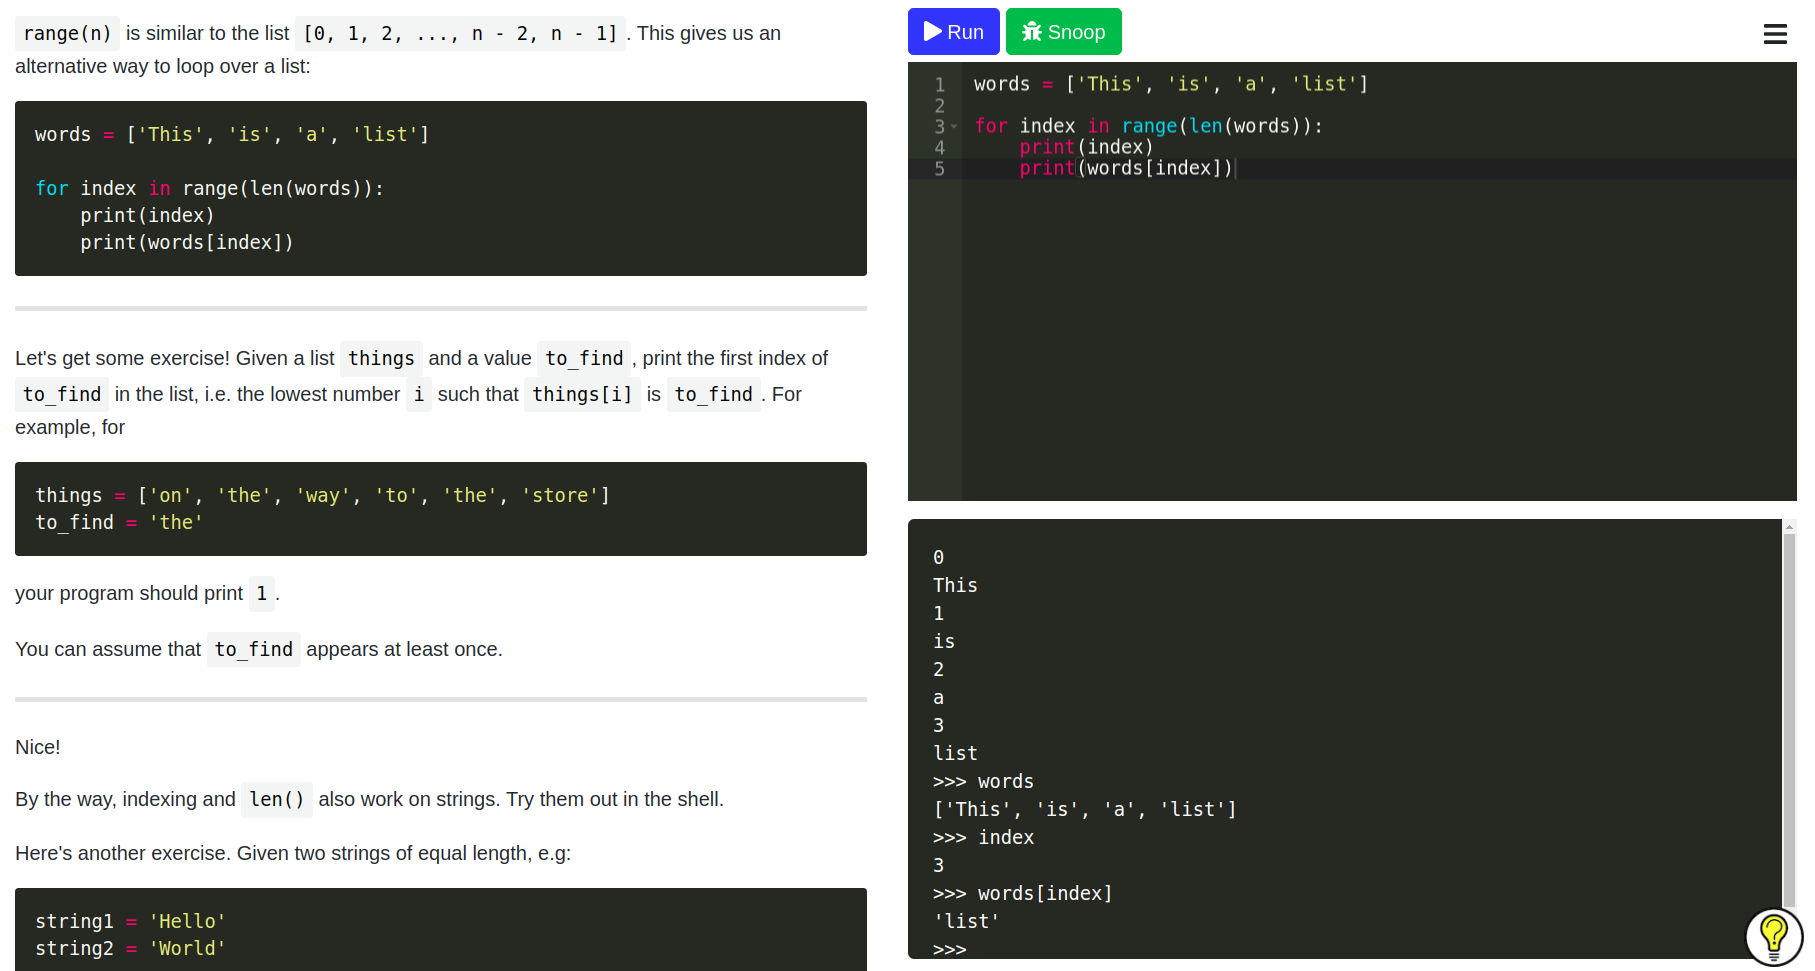 range(n) is similar to the list [0, 1, 2, ..., n - 2, n - 1]. This gives us an
alternative way to loop over a list:
words = ['This', 'is', 'a', 'list']
for index in range(len(words)):
    print(index)
    print(words[index])
Let's get some exercise! Given a list things and a value to_find, print the first index of
to_find in the list, i.e. the lowest number i such that things[i] is to_find. For
example, for
things = ['on', 'the', 'way', 'to', 'the', 'store']
to_find = 'the'
your program should print 1.
You can assume that to_find appears at least once.
Nice!
By the way, indexing and len() also work on strings. Try them out in the shell.
Here's another exercise. Given two strings of equal length, e.g:
string1 = 'Hello'
string2 = 'World'
Run Snoop
1 words = ['This', 'is', 'a', 'list']
2
3 for index in range(len(words)):
4     print(index)
5     print(words[index])
0
This
1
is
2
a
3
list
>>> words
['This', 'is', 'a', 'list']
>>> index
3
>>> words[index]
'list'
>>>